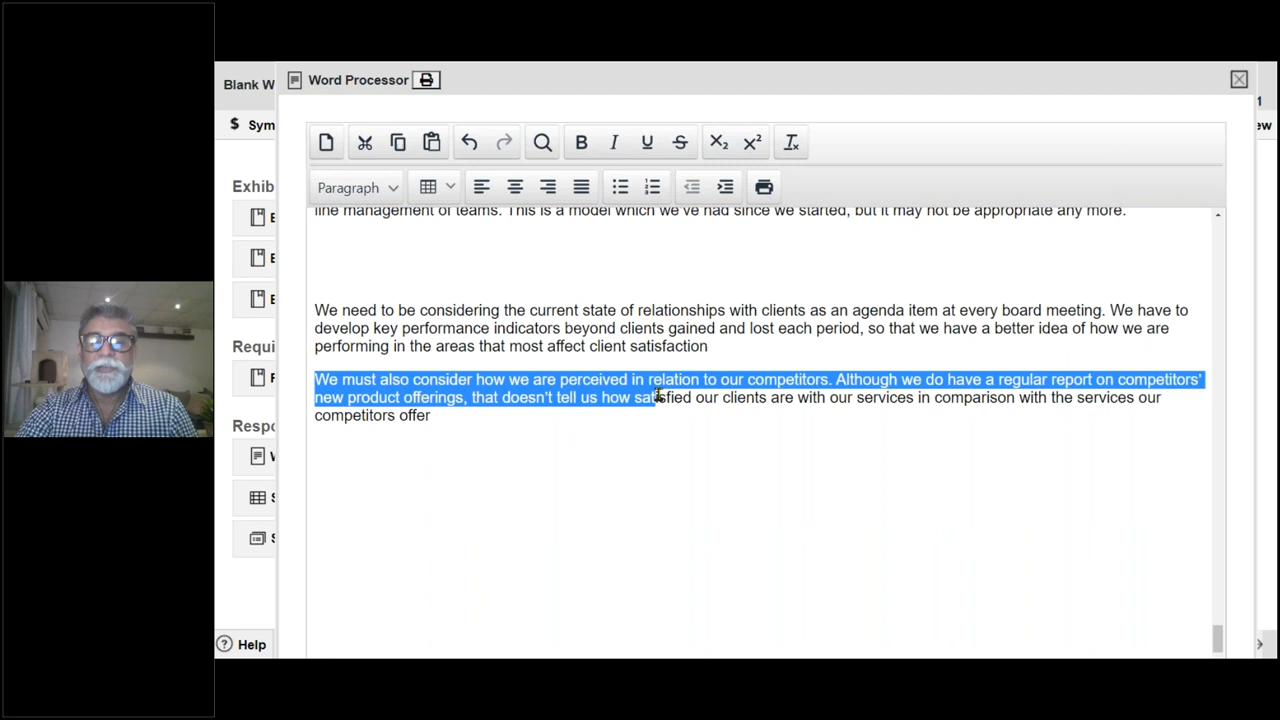 Blank W
Word Processor
1
$ Sym
ew
Paragraph
B I U S X₂ X² Iₓ
Exhib
E
E
E
Requi
F
Respo
W
S
S
Help
line management of teams. This is a model which we've had since we started, but it may not be appropriate any more.
We need to be considering the current state of relationships with clients as an agenda item at every board meeting. We have to
develop key performance indicators beyond clients gained and lost each period, so that we have a better idea of how we are
performing in the areas that most affect client satisfaction
We must also consider how we are perceived in relation to our competitors. Although we do have a regular report on competitors'
new product offerings, that doesn't tell us how satisfied our clients are with our services in comparison with the services our
competitors offer